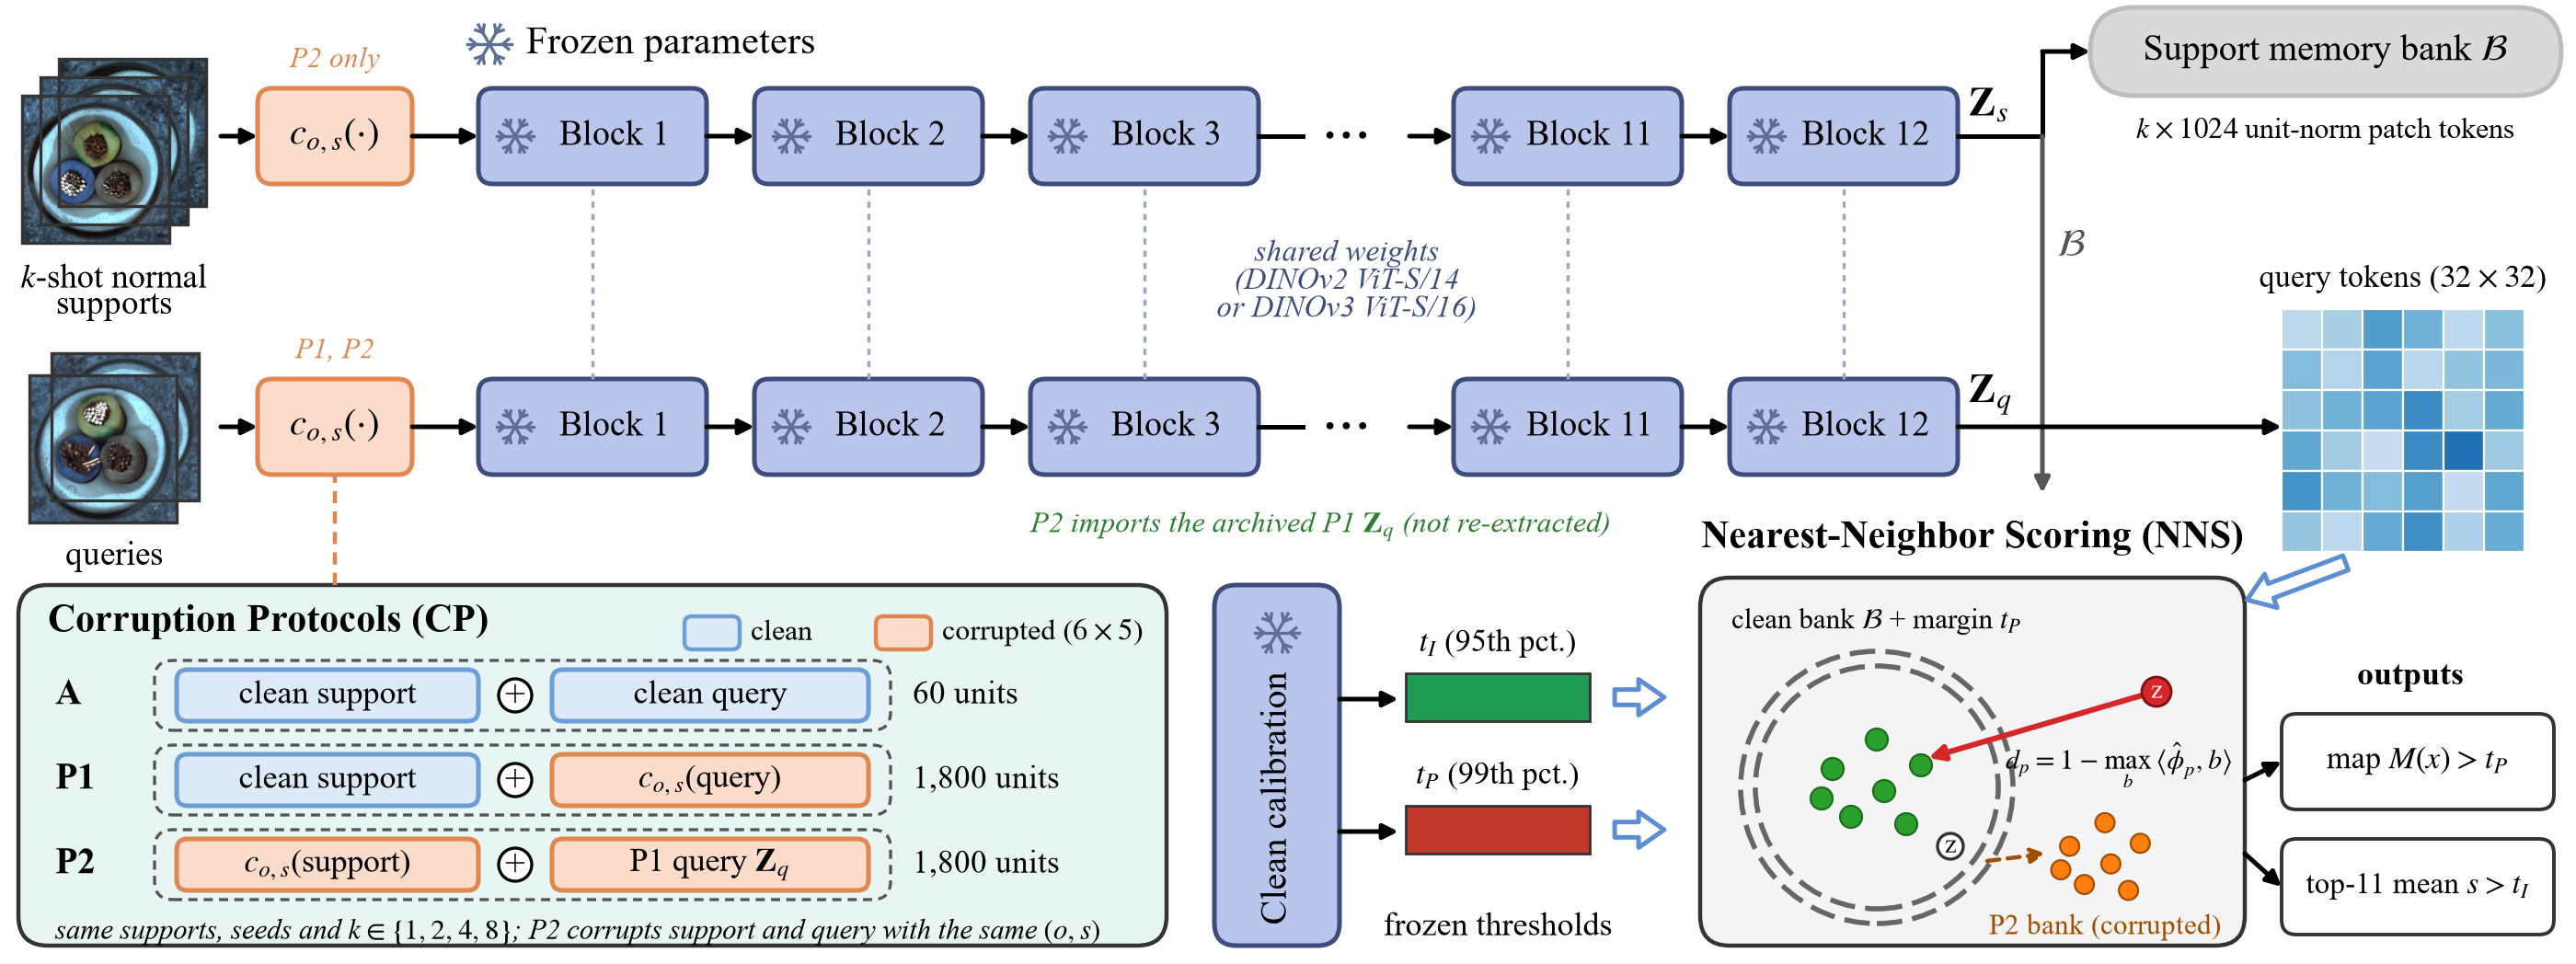 Frozen parameters
P2 only
c_{o,s}(·)
Block 1
Block 2
Block 3
···
Block 11
Block 12
Z_s
Support memory bank ℬ
k × 1024 unit-norm patch tokens
k-shot normal
supports
shared weights
(DINOv2 ViT-S/14
or DINOv3 ViT-S/16)
ℬ
query tokens (32 × 32)
P1, P2
c_{o,s}(·)
Block 1
Block 2
Block 3
···
Block 11
Block 12
Z_q
queries
P2 imports the archived P1 Z_q (not re-extracted)
Corruption Protocols (CP)
clean
corrupted (6 × 5)
A
clean support
+
clean query
60 units
P1
clean support
+
c_{o,s}(query)
1,800 units
P2
c_{o,s}(support)
+
P1 query Z_q
1,800 units
same supports, seeds and k ∈ {1, 2, 4, 8}; P2 corrupts support and query with the same (o, s)
Clean calibration
t_I (95th pct.)
t_P (99th pct.)
frozen thresholds
Nearest-Neighbor Scoring (NNS)
clean bank ℬ + margin t_P
z
d_p = 1 − max_b ⟨φ̂_p, b⟩
z
P2 bank (corrupted)
outputs
map M(x) > t_P
top-11 mean s > t_I